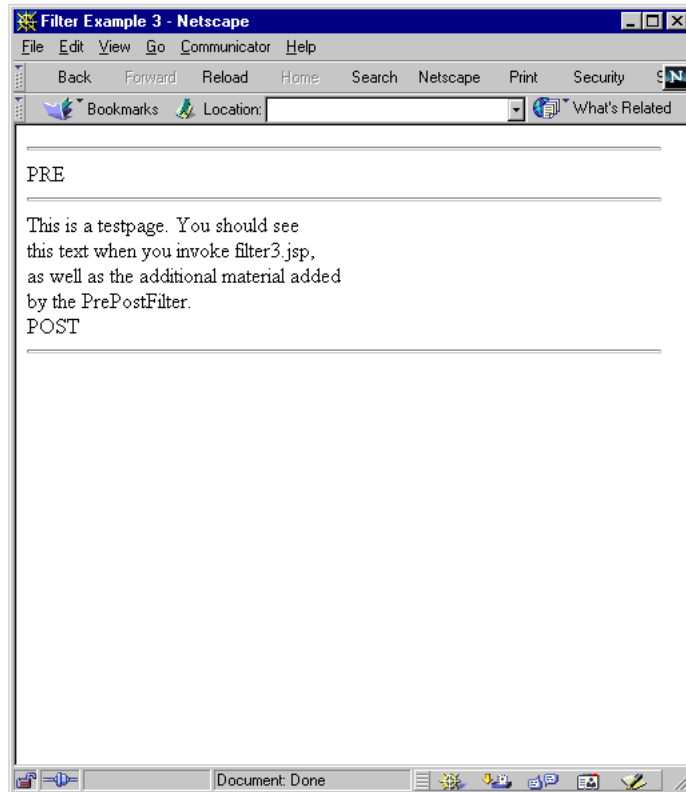 Filter Example 3 - Netscape
File Edit View Go Communicator Help
Back Forward Reload Home Search Netscape Print Security S N
Bookmarks Location: What's Related
PRE
This is a testpage. You should see
this text when you invoke filter3.jsp,
as well as the additional material added
by the PrePostFilter.
POST
Document: Done